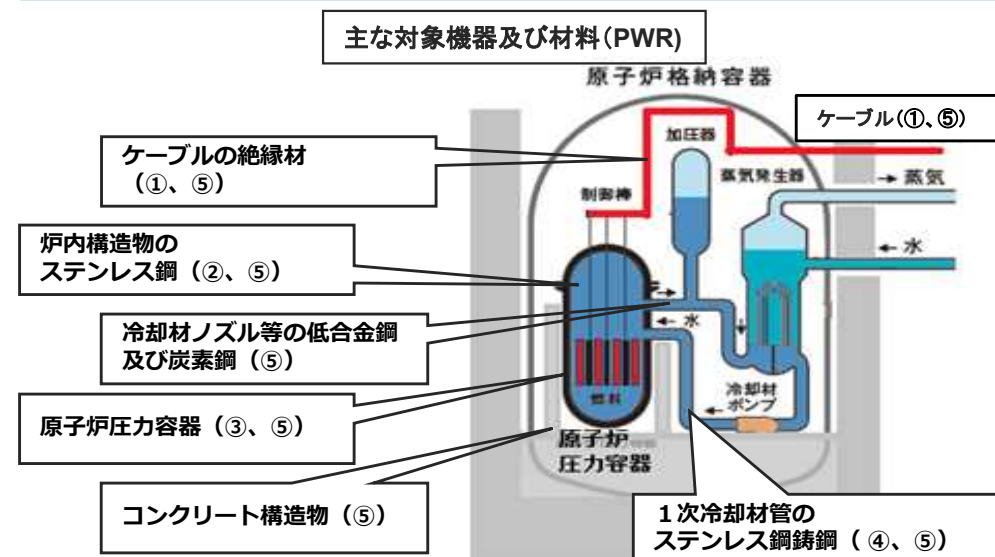 主な対象機器及び材料(PWR)
原子炉格納容器
ケーブル(①、⑤)
加圧器
ケーブルの絶縁材
(①、⑤)
蒸気発生器
→ 蒸気
制御棒
炉内構造物の
ステンレス鋼(②、⑤)
← 水
冷却材ノズル等の低合金鋼
及び炭素鋼(⑤)
← 水
燃料
冷却材
ポンプ
原子炉圧力容器(③、⑤)
原子炉
圧力容器
コンクリート構造物(⑤)
1次冷却材管の
ステンレス鋼鋳鋼( ④、⑤)